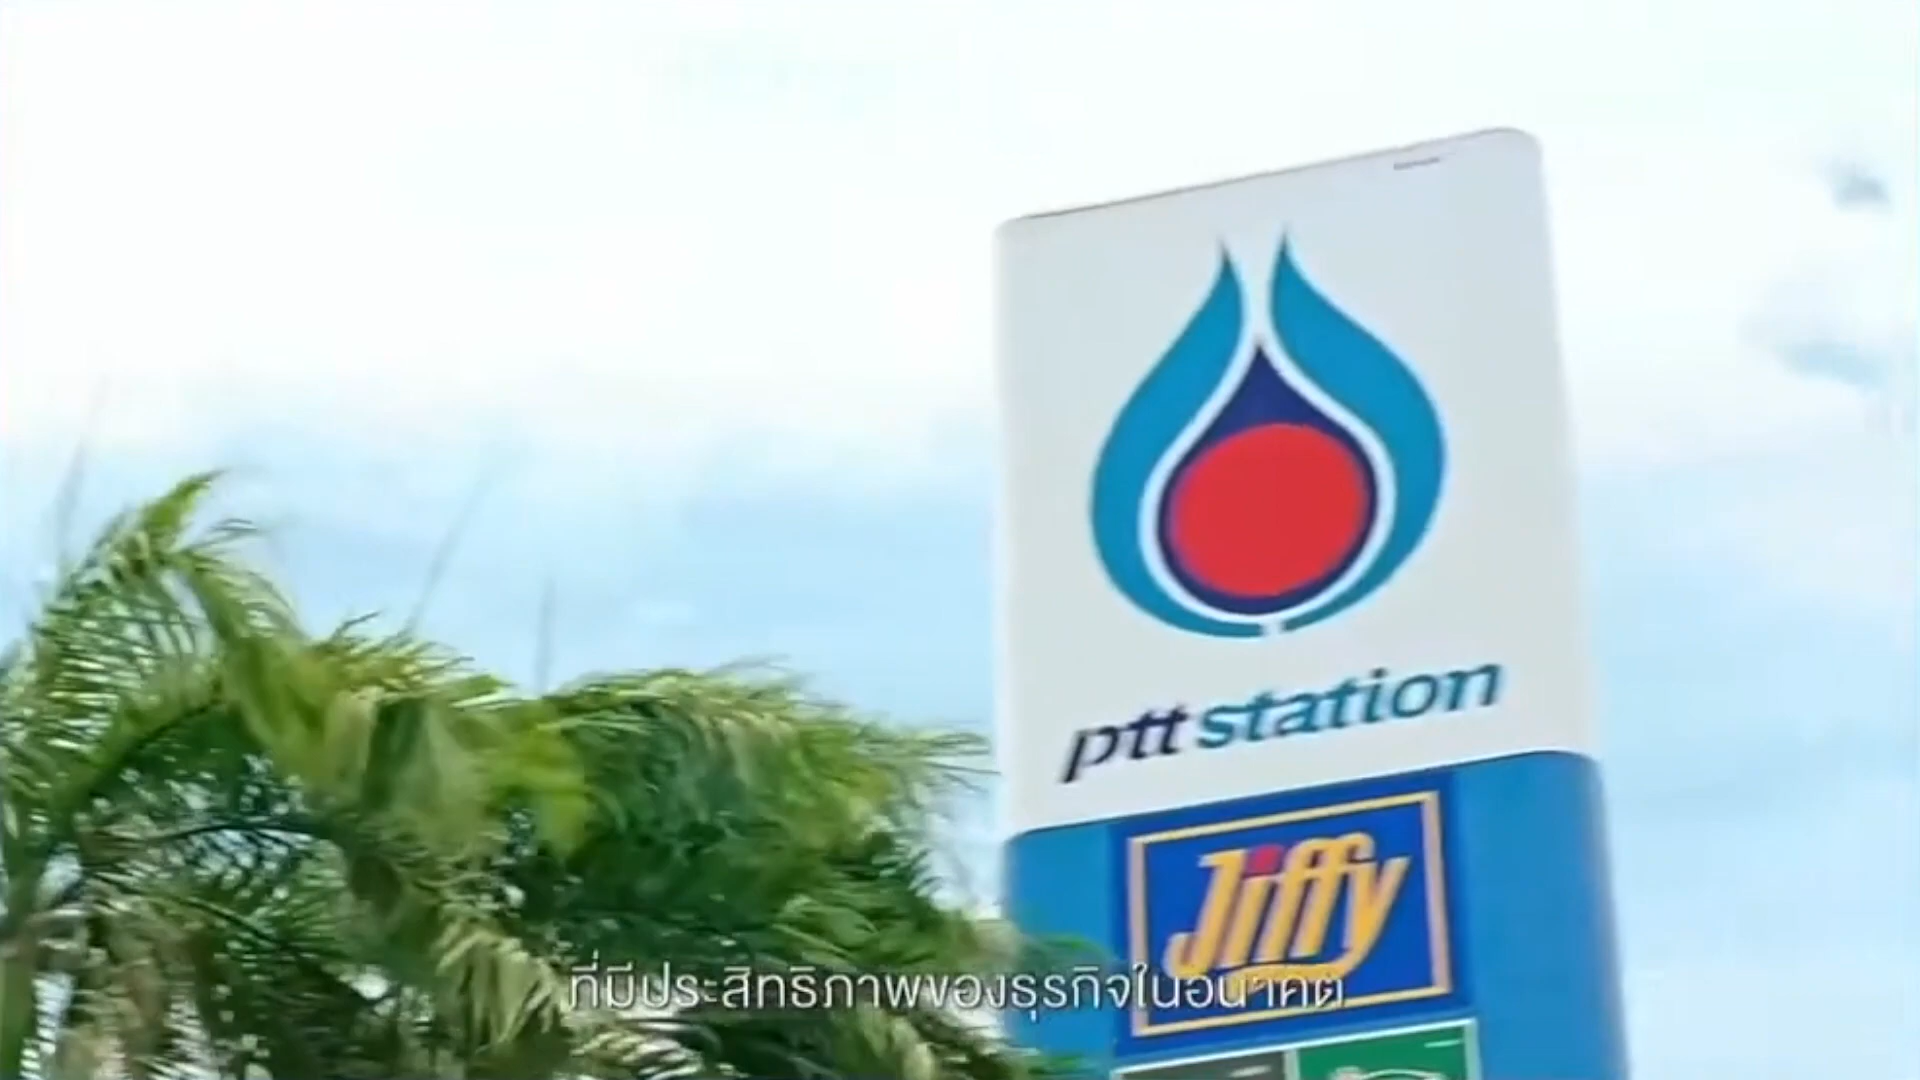 ptt station
Jiffy
ที่มีประสิทธิภาพของธุรกิจในอนาคต